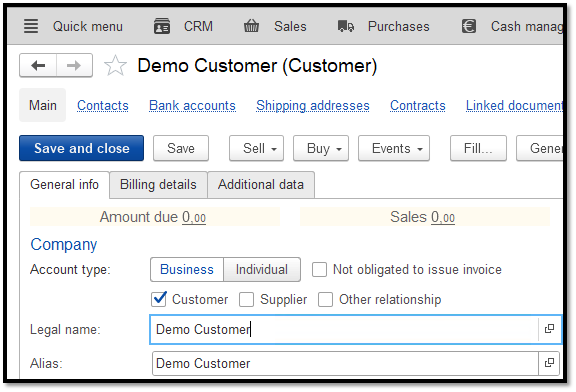 Quick menu CRM Sales Purchases Cash manag
Demo Customer (Customer)
Main Contacts Bank accounts Shipping addresses Contracts Linked document
Save and close Save Sell Buy Events Fill... Gener
General info Billing details Additional data
Amount due 0,00 Sales 0,00
Company
Account type: Business Individual Not obligated to issue invoice
Customer Supplier Other relationship
Legal name: Demo Customer
Alias: Demo Customer